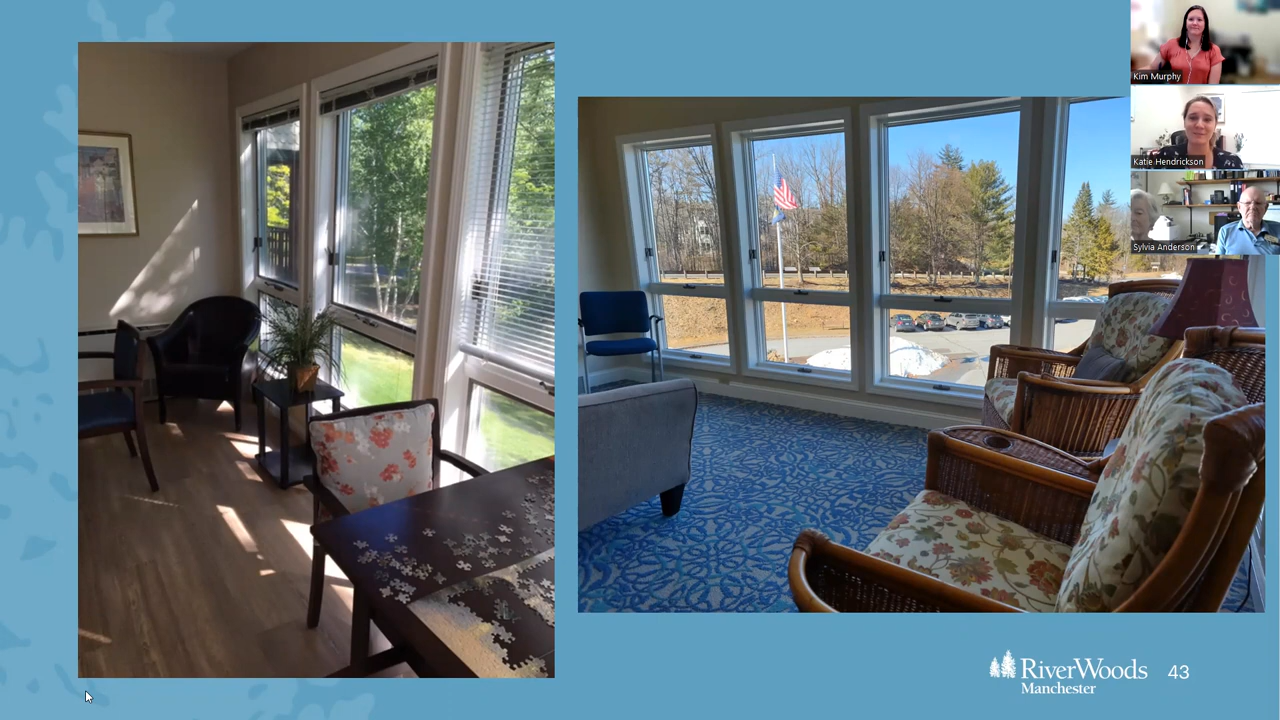 Kim Murphy
Katie Hendrickson
Sylvia Anderson
RiverWoods
Manchester
43